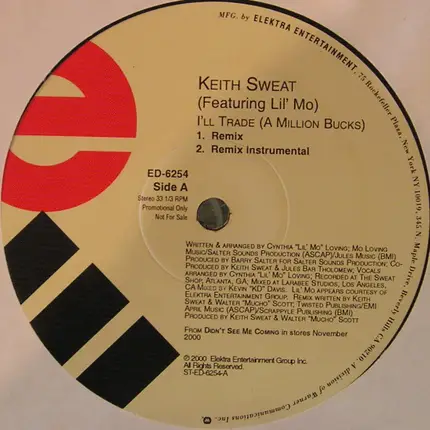 MFG. by ELEKTRA ENTERTAINMENT, 75 Rockefeller Plaza, New York NY 10019, 345 N. Maple Drive, Beverly Hills CA 90210. A division of Warner Communications Inc.
KEITH SWEAT
(Featuring Lil' Mo)
I'LL TRADE (A MILLION BUCKS)
1. Remix
2. Remix Instrumental
ED-6254
Side A
Stereo 33 1/3 RPM
Promotional Only
Not For Sale
WRITTEN & ARRANGED BY CYNTHIA "LIL' MO" LOVING; MO LOVING
MUSIC/SALTER SOUNDS PRODUCTION (ASCAP)/JULES MUSIC (BMI)
PRODUCED BY BARRY SALTER FOR SALTER SOUNDS PRODUCTION; CO-
PRODUCED BY KEITH SWEAT & JULES BAR THOLOMEW; VOCALS
ARRANGED BY CYNTHIA "LIL' MO" LOVING; RECORDED AT THE SWEAT
SHOP, ATLANTA, GA; MIXED AT LARABEE STUDIOS, LOS ANGELES,
CA MIXED BY KEVIN "KD" DAVIS. LIL' MO APPEARS COURTESY OF
ELEKTRA ENTERTAINMENT GROUP. REMIX WRITTEN BY KEITH
SWEAT & WALTER "MUCHO" SCOTT; TWISTED PUBLISHING/EMI
APRIL MUSIC (ASCAP)/SCRAPPYLE PUBLISHING (BMI)
PRODUCED BY KEITH SWEAT & WALTER "MUCHO" SCOTT
FROM DON'T SEE ME COMING in stores November
2000
℗©2000 Elektra Entertainment Group Inc.
All Rights Reserved.
ST-ED-6254-A